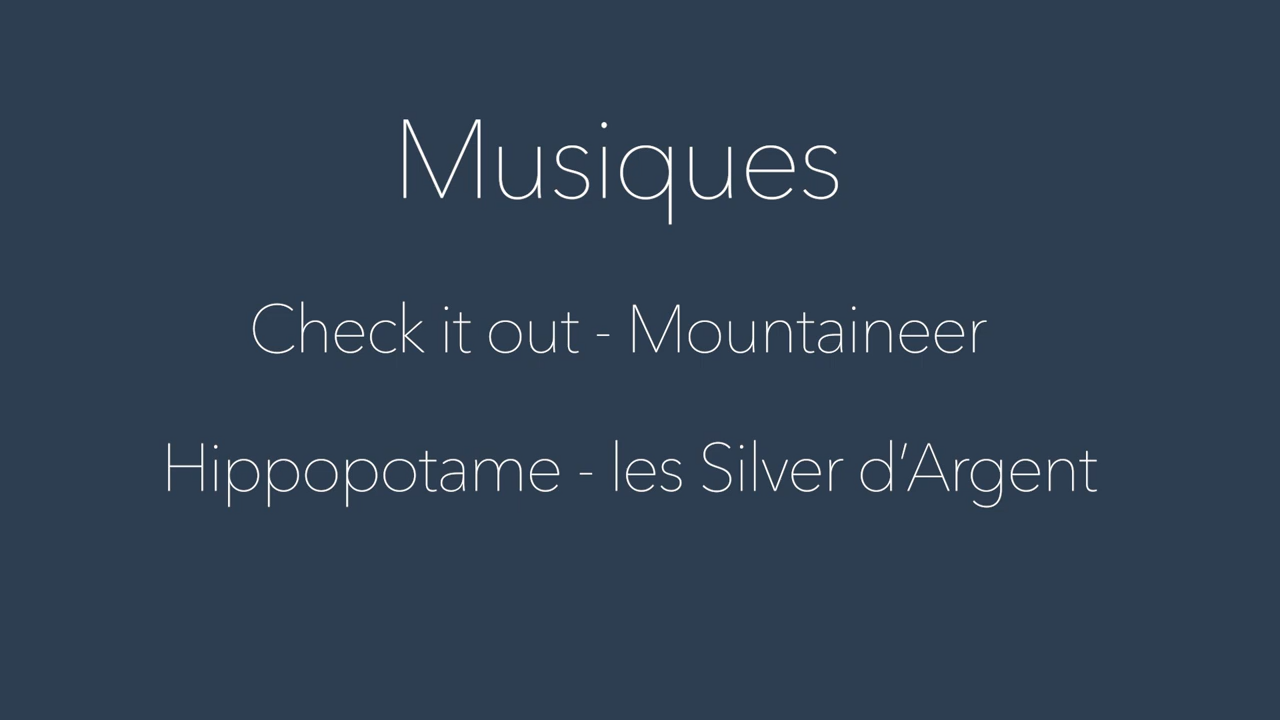 Musiques
Check it out - Mountaineer
Hippopotame - les Silver d’Argent